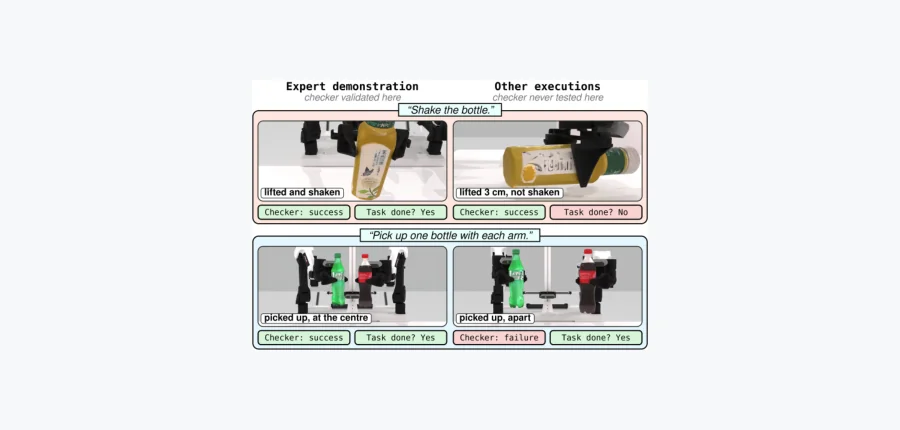 Expert demonstration
Other executions
checker validated here
checker never tested here
“Shake the bottle.”
lifted and shaken
lifted 3 cm, not shaken
Checker: success
Task done? Yes
Checker: success
Task done? No
“Pick up one bottle with each arm.”
picked up, at the centre
picked up, apart
Checker: success
Task done? Yes
Checker: failure
Task done? Yes